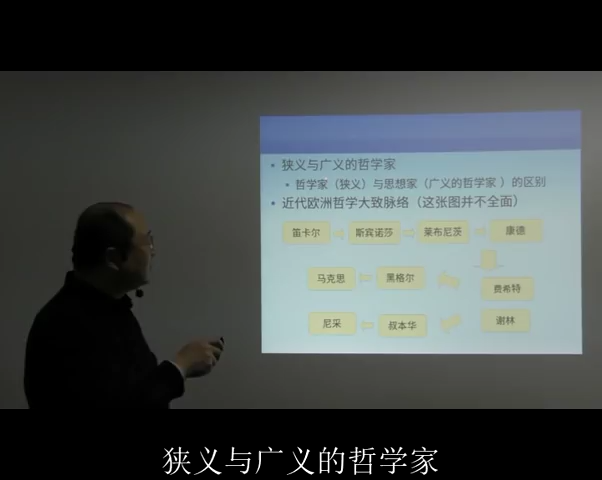 狭义与广义的哲学家
哲学家（狭义）与思想家（广义的哲学家）的区别
近代欧洲哲学大致脉络（这张图并不全面）
笛卡尔 斯宾诺莎 莱布尼茨 康德
马克思 黑格尔 费希特
尼采 叔本华 谢林
狭义与广义的哲学家